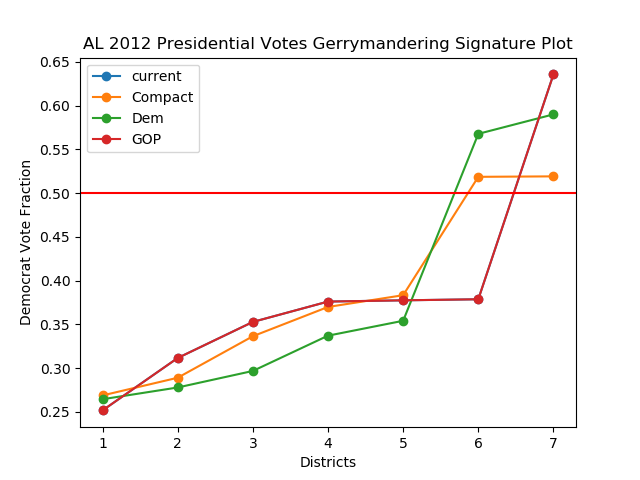 AL 2012 Presidential Votes Gerrymandering Signature Plot
current
Compact
Dem
GOP
0.65
0.60
0.55
0.50
0.45
0.40
0.35
0.30
0.25
Democrat Vote Fraction
1 2 3 4 5 6 7
Districts